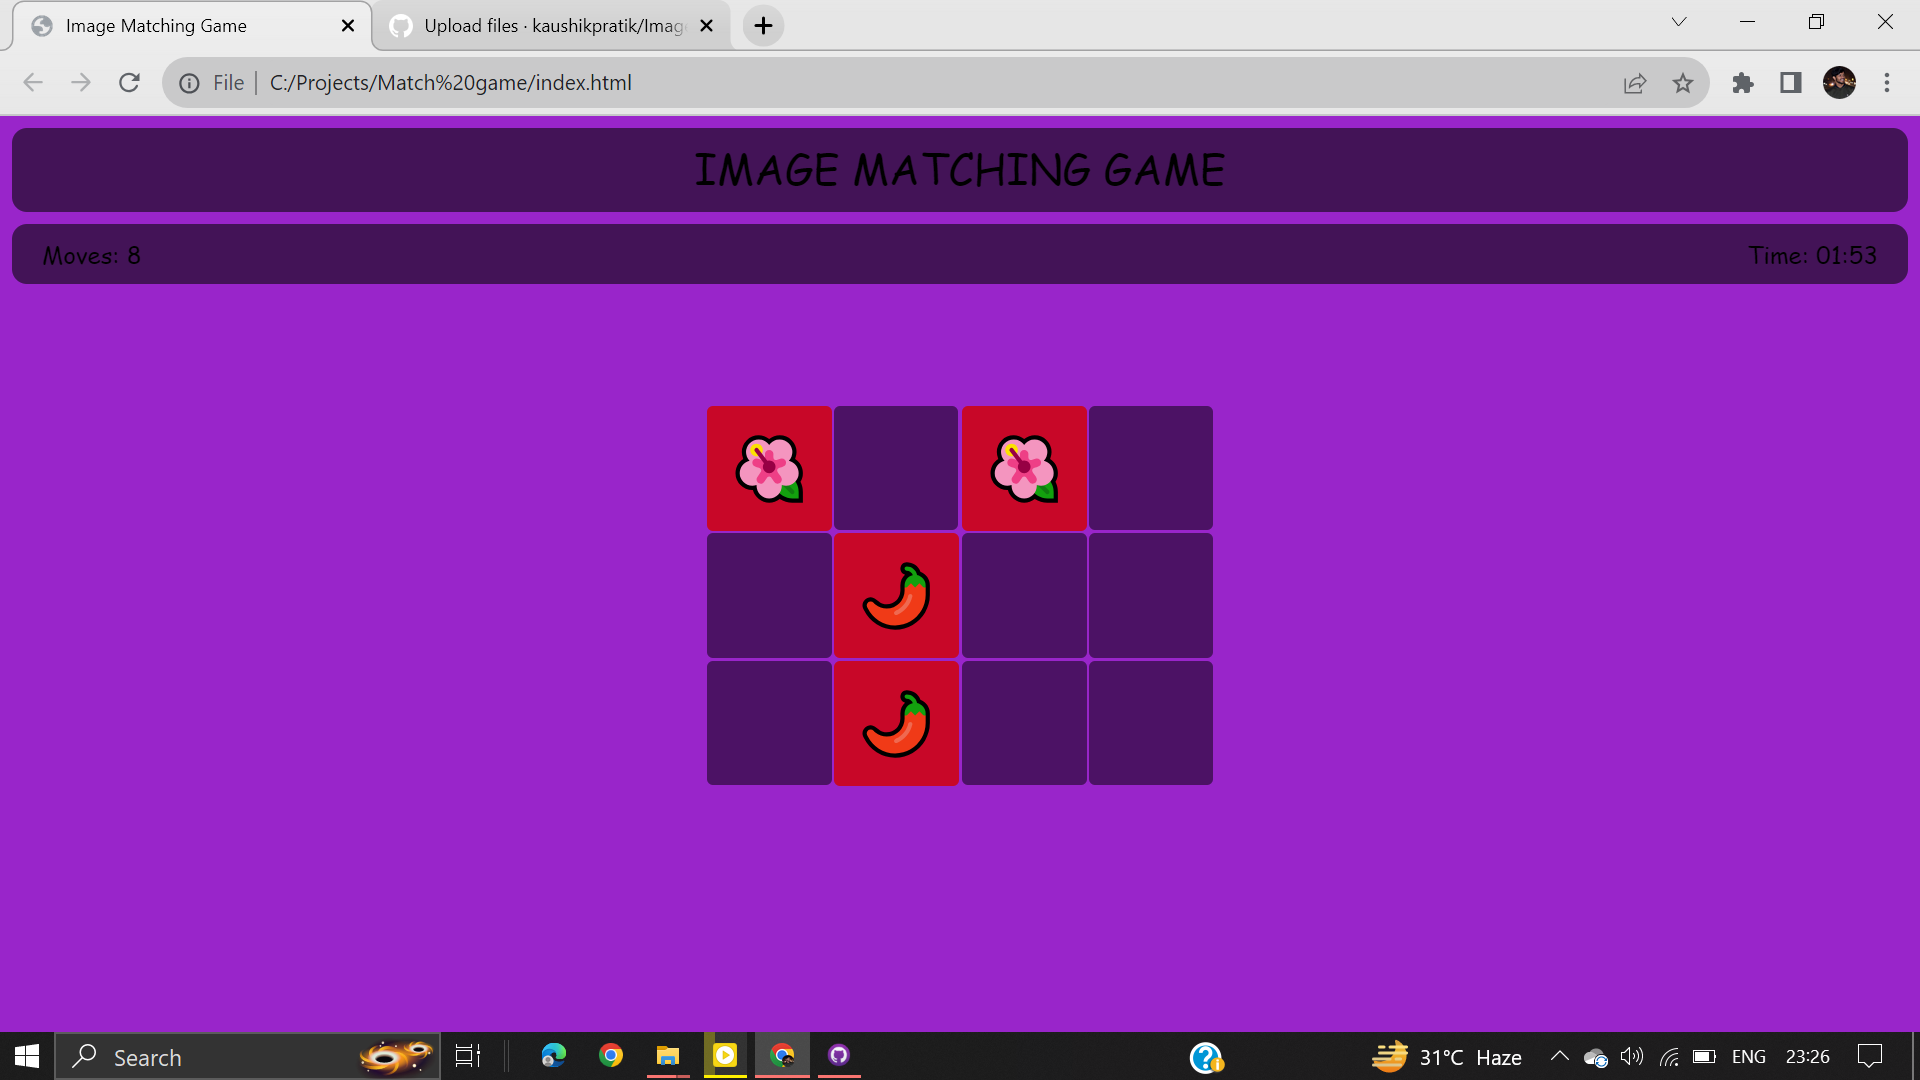 Image Matching Game
Upload files · kaushikpratik/Imag
File
C:/Projects/Match%20game/index.html
IMAGE MATCHING GAME
Moves: 8
Time: 01:53
Search
31°C Haze
ENG
23:26